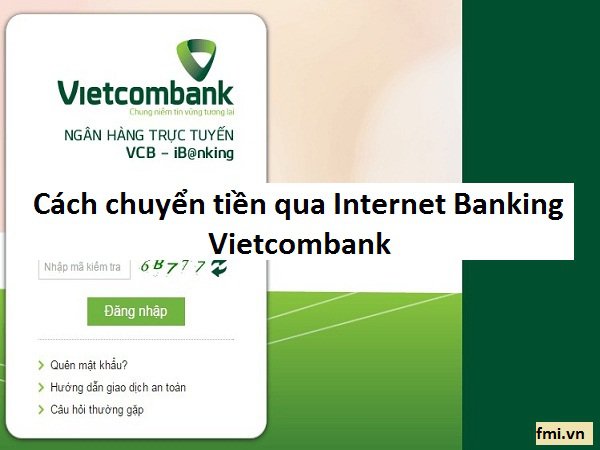 Vietcombank
Chung niềm tin vững tương lai
NGÂN HÀNG TRỰC TUYẾN
VCB – iB@nking
Cách chuyển tiền qua Internet Banking
Vietcombank
Nhập mã kiểm tra 6B777
Đăng nhập
Quên mật khẩu?
Hướng dẫn giao dịch an toàn
Câu hỏi thường gặp
fmi.vn